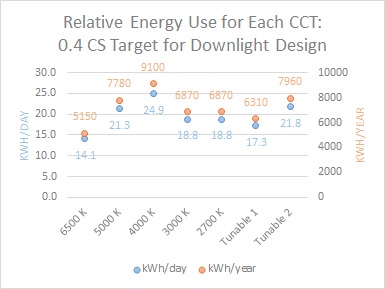 Relative Energy Use for Each CCT:
0.4 CS Target for Downlight Design
30.0
25.0
20.0
15.0
10.0
5.0
0.0
KWH/DAY
10000
8000
6000
4000
2000
0
KWH/YEAR
5150
7780
9100
6870
6870
6310
7960
14.1
21.3
24.9
18.8
18.8
17.3
21.8
6500 K
5000 K
4000 K
3000 K
2700 K
Tunable 1
Tunable 2
kWh/day
kWh/year